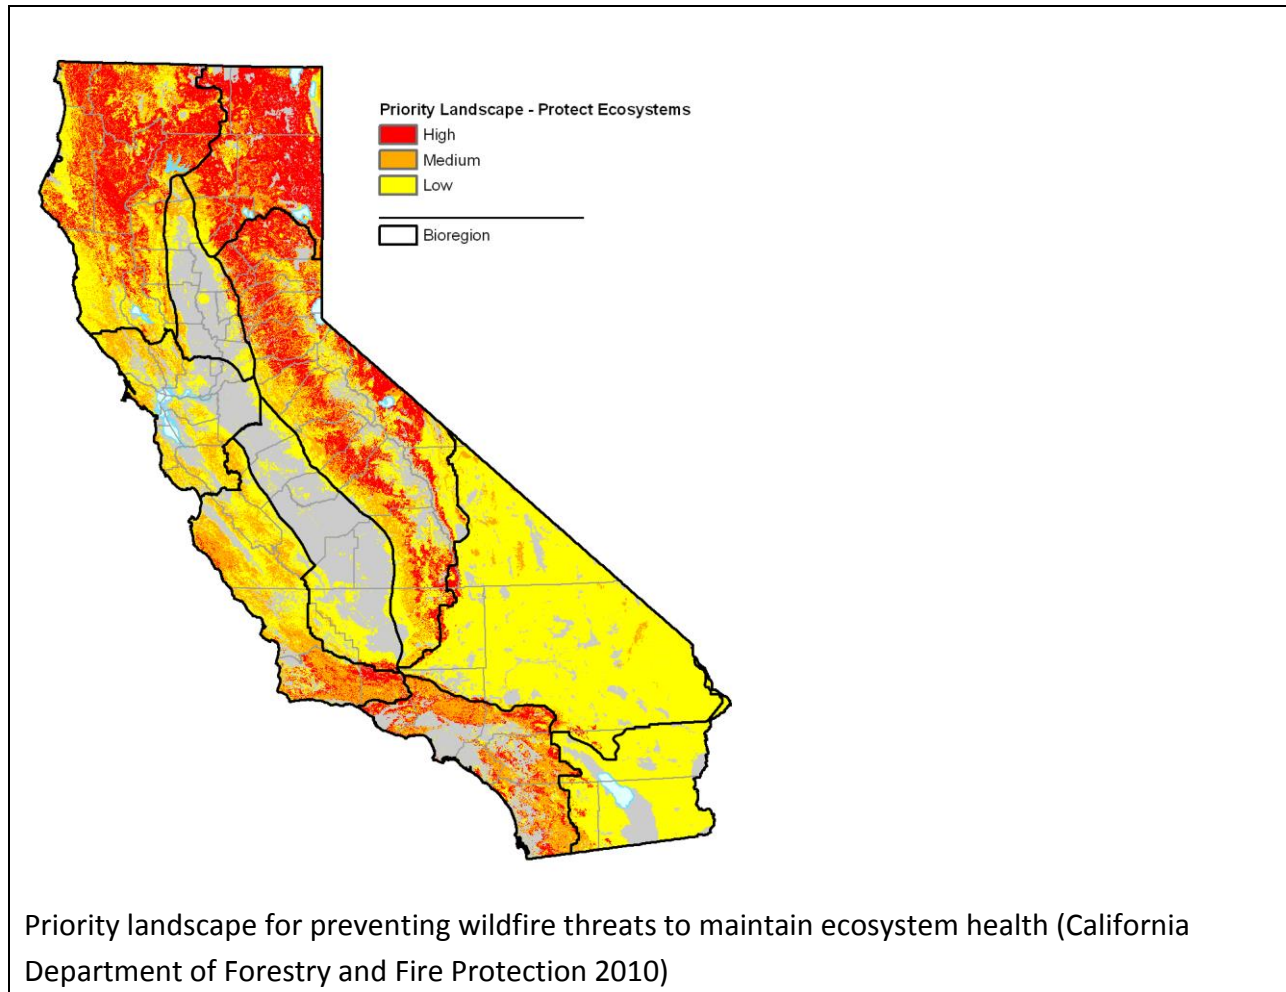 Priority Landscape - Protect Ecosystems
High
Medium
Low
Bioregion
Priority landscape for preventing wildfire threats to maintain ecosystem health (California
Department of Forestry and Fire Protection 2010)